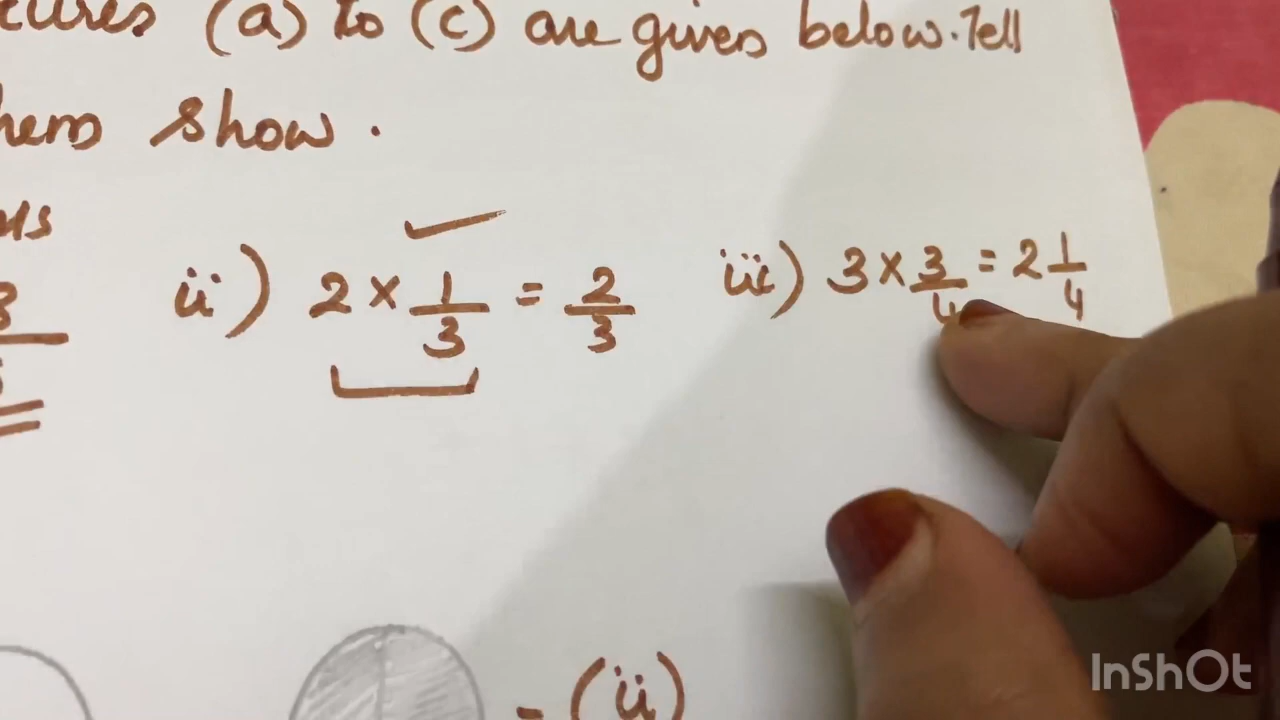 (a) to (c) are given below. Tell
show.
ii) 2 × 1/3 = 2/3 iii) 3 × 3/4 = 2 1/4
= (ii)
InShOt